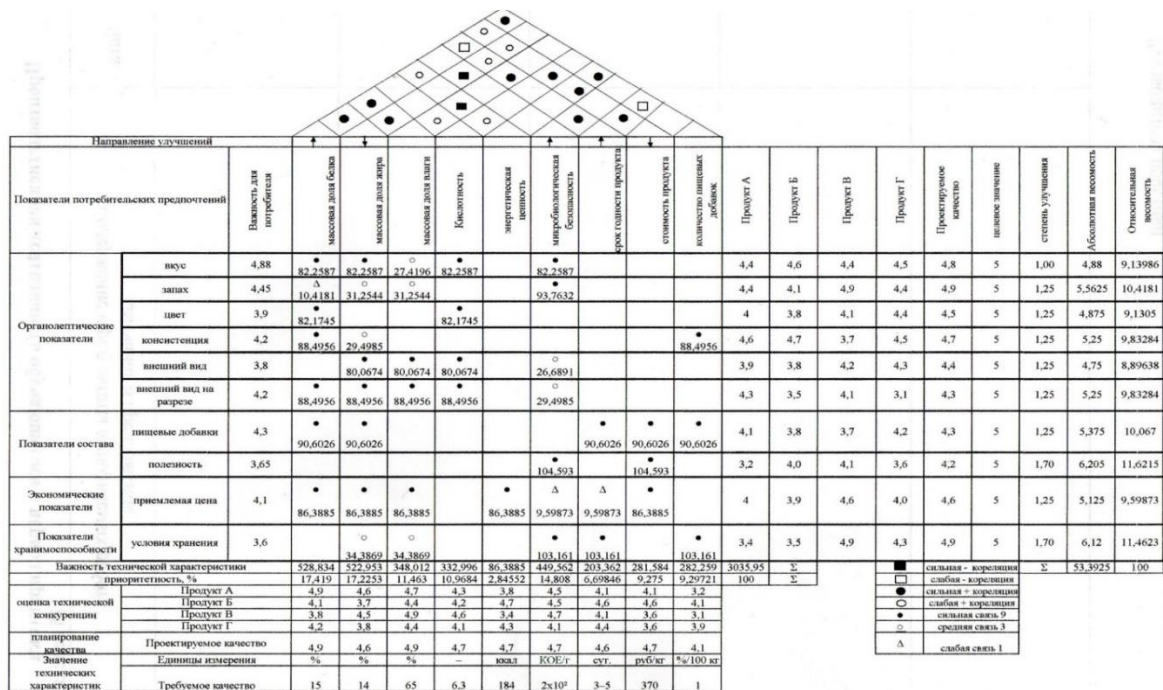 Направление улучшений
Показатели потребительских предпочтений
Важность для потребителя
массовая доля белка
массовая доля жира
массовая доля влаги
Кислотность
энергетическая ценность
микробиологическая безопасность
срок годности продукта
стоимость продукта
количество пищевых добавок
Продукт А
Продукт Б
Продукт В
Продукт Г
Проектируемое качество
целевое значение
степень улучшения
Абсолютная весомость
Относительная весомость
Органолептические показатели
вкус 4,88 82,2587 82,2587 27,4196 82,2587 82,2587 4,4 4,6 4,4 4,5 4,8 5 1,00 4,88 9,13986
запах 4,45 10,4181 31,2544 31,2544 93,7632 4,4 4,1 4,9 4,4 4,9 5 1,25 5,5625 10,4181
цвет 3,9 82,1745 82,1745 4 3,8 4,1 4,4 4,5 5 1,25 4,875 9,1305
консистенция 4,2 88,4956 29,4985 88,4956 4,6 4,7 3,7 4,5 4,7 5 1,25 5,25 9,83284
внешний вид 3,8 80,0674 80,0674 80,0674 26,6891 3,9 3,8 4,2 4,3 4,4 5 1,25 4,75 8,89638
внешний вид на разрезе 4,2 88,4956 88,4956 88,4956 88,4956 29,4985 4,3 3,5 4,1 3,1 4,3 5 1,25 5,25 9,83284
Показатели состава
пищевые добавки 4,3 90,6026 90,6026 90,6026 90,6026 90,6026 4,1 3,8 3,7 4,2 4,3 5 1,25 5,375 10,067
полезность 3,65 104,593 104,593 3,2 4,0 4,1 3,6 4,2 5 1,70 6,205 11,6215
Экономические показатели
приемлемая цена 4,1 86,3885 86,3885 86,3885 86,3885 9,59873 9,59873 86,3885 4 3,9 4,6 4,0 4,6 5 1,25 5,125 9,59873
Показатели хранимоспособности
условия хранения 3,6 34,3869 34,3869 103,161 103,161 103,161 3,4 3,5 4,9 4,3 4,9 5 1,70 6,12 11,4623
Важность технической характеристики 528,834 522,953 348,012 332,996 86,3885 449,562 203,362 281,584 282,259 3035,95 Σ
сильная - кореляция Σ 53,3925 100
приоритетность, % 17,419 17,2253 11,463 10,9684 2,84552 14,808 6,69846 9,275 9,29721 100 Σ
слабая - кореляция
оценка технической конкуренции
Продукт А 4,9 4,6 4,7 4,3 3,8 4,5 4,1 4,1 3,2
сильная + кореляция
Продукт Б 4,1 3,7 4,4 4,2 4,7 4,5 4,6 4,6 4,1
слабая + кореляция
Продукт В 3,8 4,5 4,9 4,6 3,4 4,7 4,1 3,6 3,1
сильная связь 9
Продукт Г 4,2 3,8 4,4 4,1 4,3 4,1 4,4 3,6 3,9
средняя связь 3
планирование качества
Проектируемое качество 4,9 4,6 4,9 4,7 4,7 4,7 4,6 4,7 4,1
Δ слабая связь 1
Значение технических характеристик
Единицы измерения % % % – ккал КОЕ/г сут. руб/кг %/100 кг
Требуемое качество 15 14 65 6,3 184 2х10² 3–5 370 1